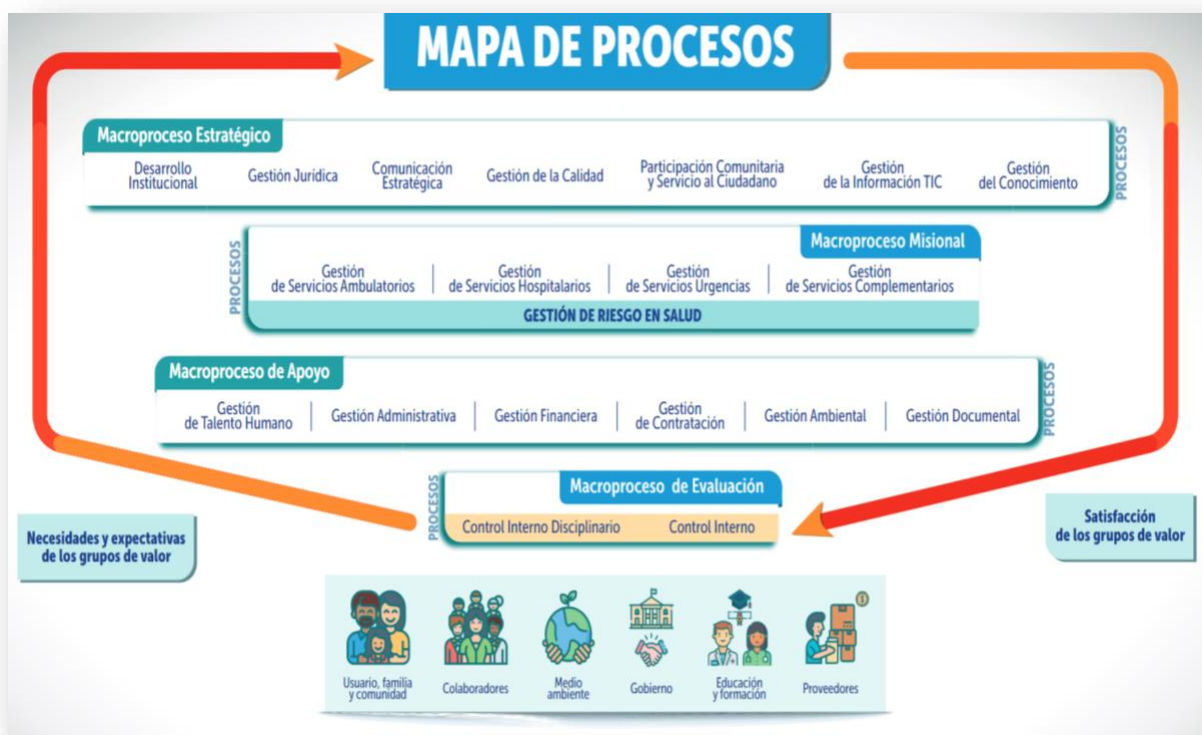 MAPA DE PROCESOS
Macroproceso Estratégico
Desarrollo
Institucional
Gestión Jurídica
Comunicación
Estratégica
Gestión de la Calidad
Participación Comunitaria
y Servicio al Ciudadano
Gestión
de la Información TIC
Gestión
del Conocimiento
PROCESOS
PROCESOS
Macroproceso Misional
Gestión
de Servicios Ambulatorios
Gestión
de Servicios Hospitalarios
Gestión
de Servicios Urgencias
Gestión
de Servicios Complementarios
GESTIÓN DE RIESGO EN SALUD
Macroproceso de Apoyo
Gestión
de Talento Humano
Gestión Administrativa
Gestión Financiera
Gestión
de Contratación
Gestión Ambiental
Gestión Documental
PROCESOS
PROCESOS
Macroproceso de Evaluación
Control Interno Disciplinario
Control Interno
Necesidades y expectativas
de los grupos de valor
Satisfacción
de los grupos de valor
Usuario, familia
y comunidad
Colaboradores
Medio
ambiente
Gobierno
Educación
y formación
Proveedores